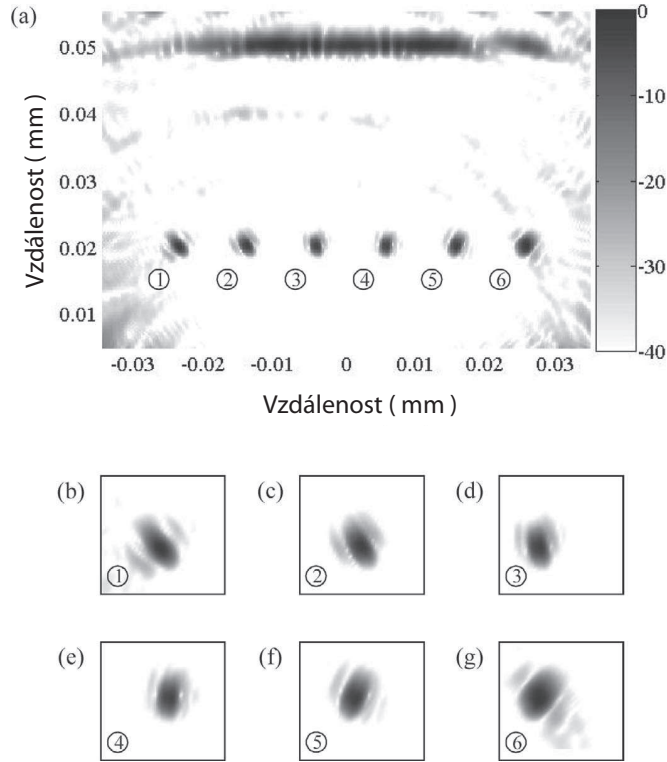 (a)
0
0.05
-10
0.04
Vzdálenost ( mm )
-20
0.03
0.02
-30
① ② ③ ④ ⑤ ⑥
0.01
-40
-0.03 -0.02 -0.01 0 0.01 0.02 0.03
Vzdálenost ( mm )
(b) (c) (d)
① ② ③
(e) (f) (g)
④ ⑤ ⑥